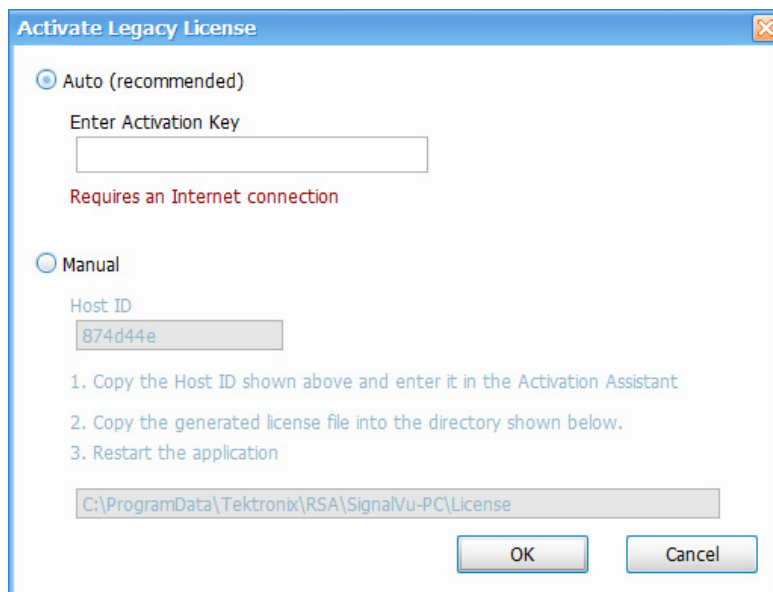 Activate Legacy License
Auto (recommended)
Enter Activation Key
Requires an Internet connection
Manual
Host ID
874d44e
1. Copy the Host ID shown above and enter it in the Activation Assistant
2. Copy the generated license file into the directory shown below.
3. Restart the application
C:\ProgramData\Tektronix\RSA\SignalVu-PC\License
OK
Cancel